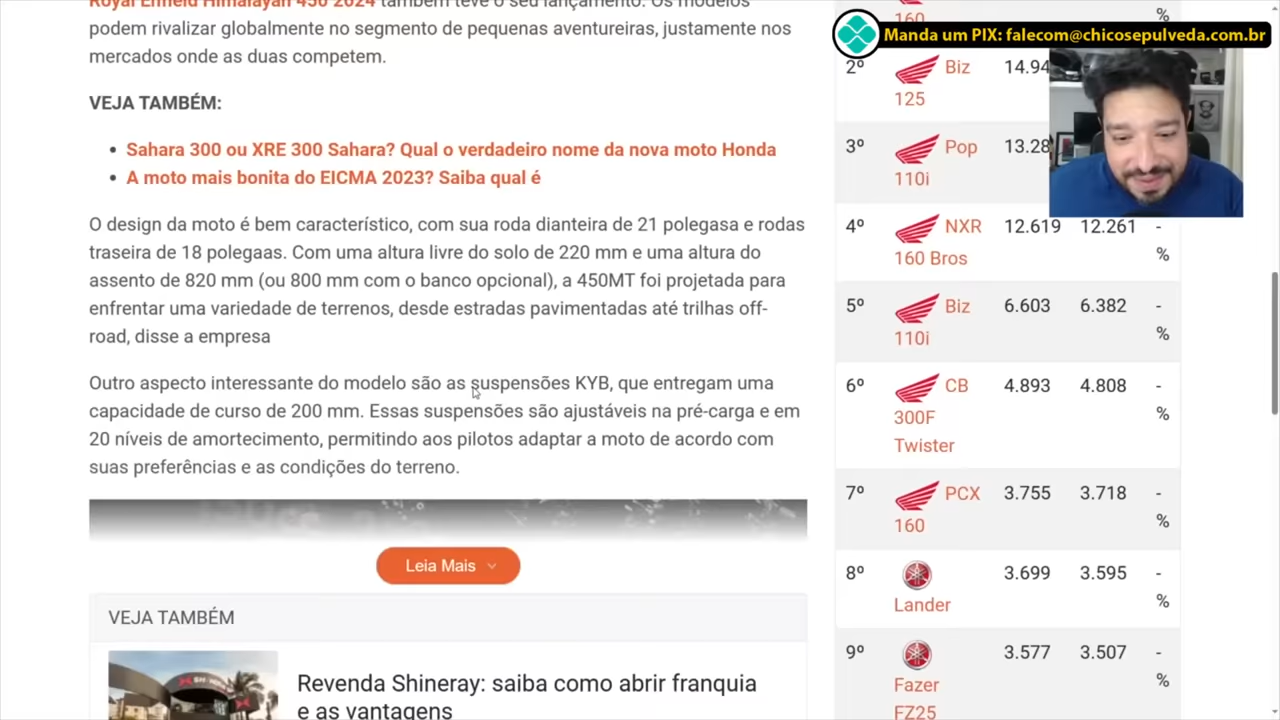 Royal Enfield Himalayan 450 2024 também teve o seu lançamento. Os modelos
podem rivalizar globalmente no segmento de pequenas aventureiras, justamente nos
mercados onde as duas competem.
VEJA TAMBÉM:
• Sahara 300 ou XRE 300 Sahara? Qual o verdadeiro nome da nova moto Honda
• A moto mais bonita do EICMA 2023? Saiba qual é
O design da moto é bem característico, com sua roda dianteira de 21 polegasa e rodas
traseira de 18 polegaas. Com uma altura livre do solo de 220 mm e uma altura do
assento de 820 mm (ou 800 mm com o banco opcional), a 450MT foi projetada para
enfrentar uma variedade de terrenos, desde estradas pavimentadas até trilhas off-
road, disse a empresa
Outro aspecto interessante do modelo são as suspensões KYB, que entregam uma
capacidade de curso de 200 mm. Essas suspensões são ajustáveis na pré-carga e em
20 níveis de amortecimento, permitindo aos pilotos adaptar a moto de acordo com
suas preferências e as condições do terreno.
Leia Mais
VEJA TAMBÉM
Revenda Shineray: saiba como abrir franquia
e as vantagens
160 %
Manda um PIX: falecom@chicosepulveda.com.br
2º Biz 14.94
125
3º Pop 13.28
110i
4º NXR 12.619 12.261 -
160 Bros %
5º Biz 6.603 6.382 -
110i %
6º CB 4.893 4.808 -
300F %
Twister
7º PCX 3.755 3.718 -
160 %
8º 3.699 3.595 -
Lander %
9º 3.577 3.507 -
Fazer %
FZ25